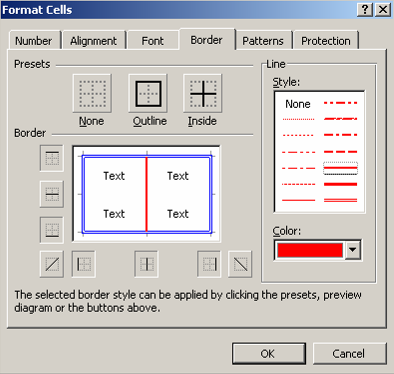 Format Cells
Number Alignment Font Border Patterns Protection
Presets
None Outline Inside
Border
Text Text
Text Text
Line
Style:
None
Color:
The selected border style can be applied by clicking the presets, preview
diagram or the buttons above.
OK Cancel